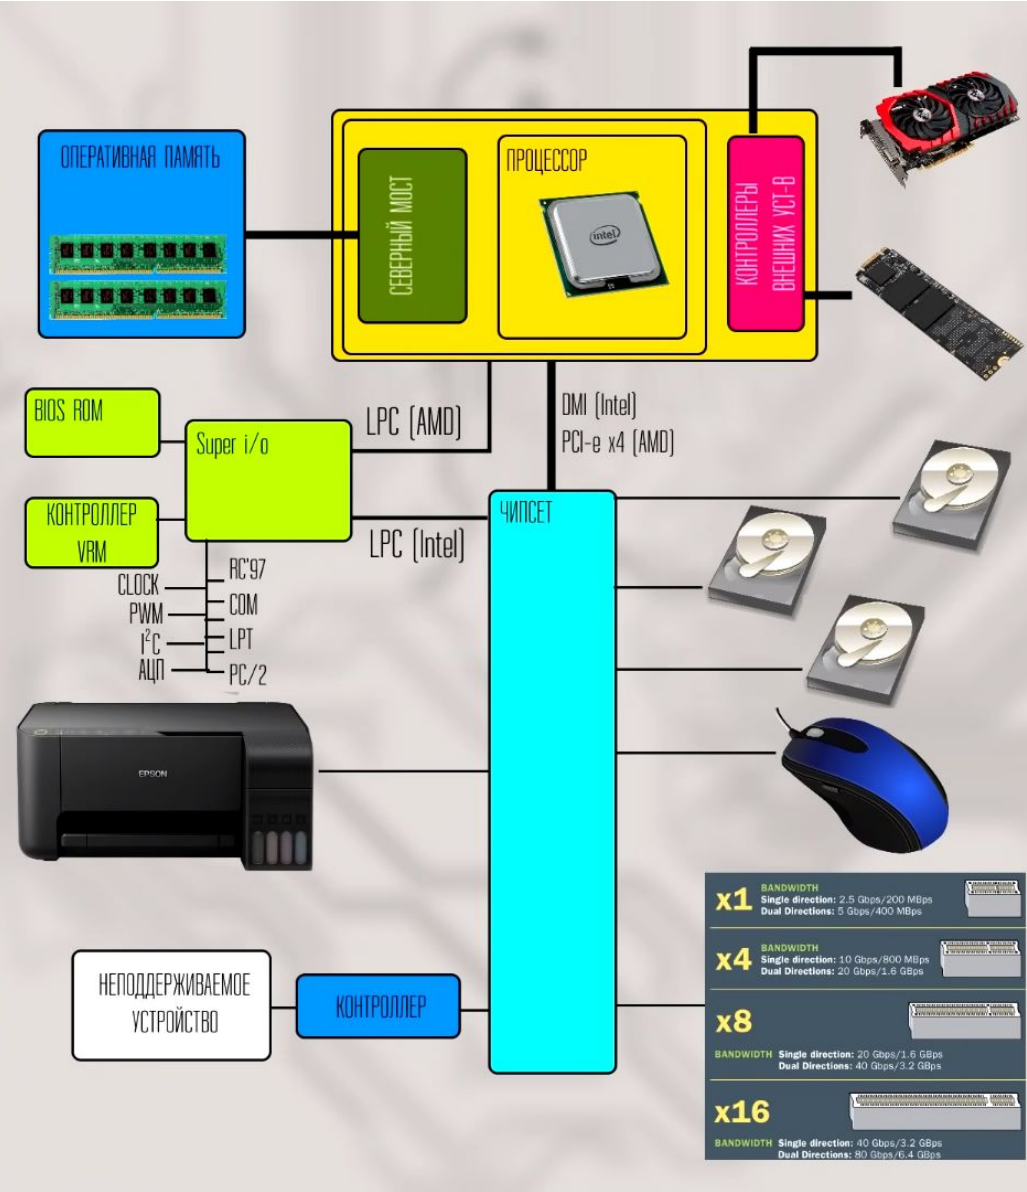 ОПЕРАТИВНАЯ ПАМЯТЬ
СЕВЕРНЫЙ МОСТ
ПРОЦЕССОР
intel
КОНТРОЛЛЕРЫ
ВНЕШНИХ УСТ-В
BIOS ROM
Super i/o
LPC (AMD)
DMI (Intel)
PCI-e x4 (AMD)
КОНТРОЛЛЕР
VRM
LPC (Intel)
ЧИПСЕТ
CLOCK
PWM
I²C
АЦП
RC'97
COM
LPT
PC/2
EPSON
НЕПОДДЕРЖИВАЕМОЕ
УСТРОЙСТВО
КОНТРОЛЛЕР
x1
BANDWIDTH
Single direction: 2.5 Gbps/200 MBps
Dual Directions: 5 Gbps/400 MBps
x4
BANDWIDTH
Single direction: 10 Gbps/800 MBps
Dual Directions: 20 Gbps/1.6 GBps
x8
BANDWIDTH Single direction: 20 Gbps/1.6 GBps
Dual Directions: 40 Gbps/3.2 GBps
x16
BANDWIDTH Single direction: 40 Gbps/3.2 GBps
Dual Directions: 80 Gbps/6.4 GBps